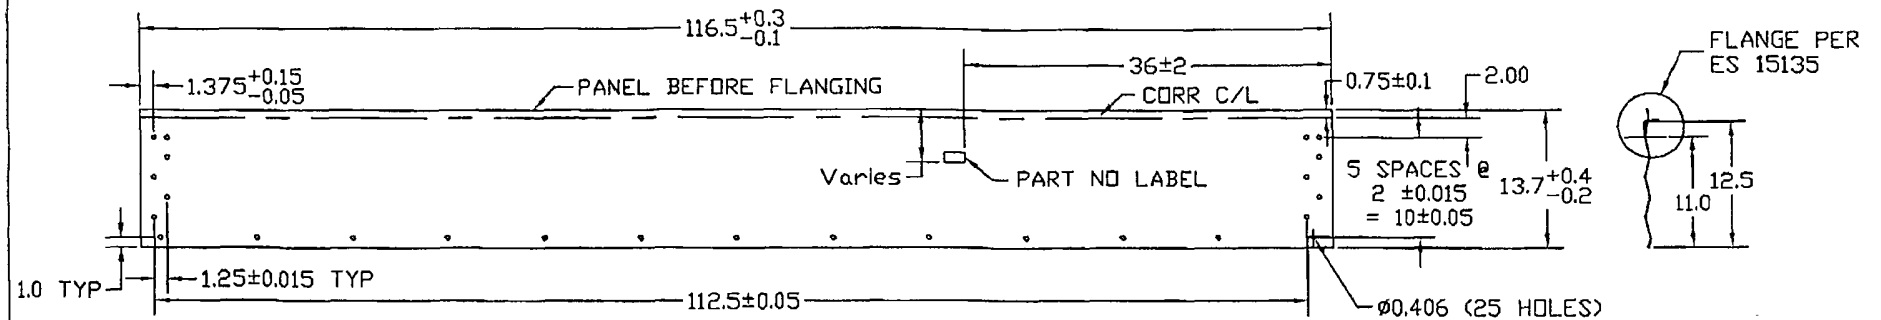 116.5+0.3
-0.1
FLANGE PER
ES 15135
36±2
1.375+0.15
-0.05
PANEL BEFORE FLANGING
CORR C/L
0.75±0.1
2.00
Varies
PART NO LABEL
5 SPACES @
2 ±0.015
= 10±0.05
13.7+0.4
-0.2
11.0
12.5
1.0 TYP
1.25±0.015 TYP
112.5±0.05
ø0.406 (25 HOLES)